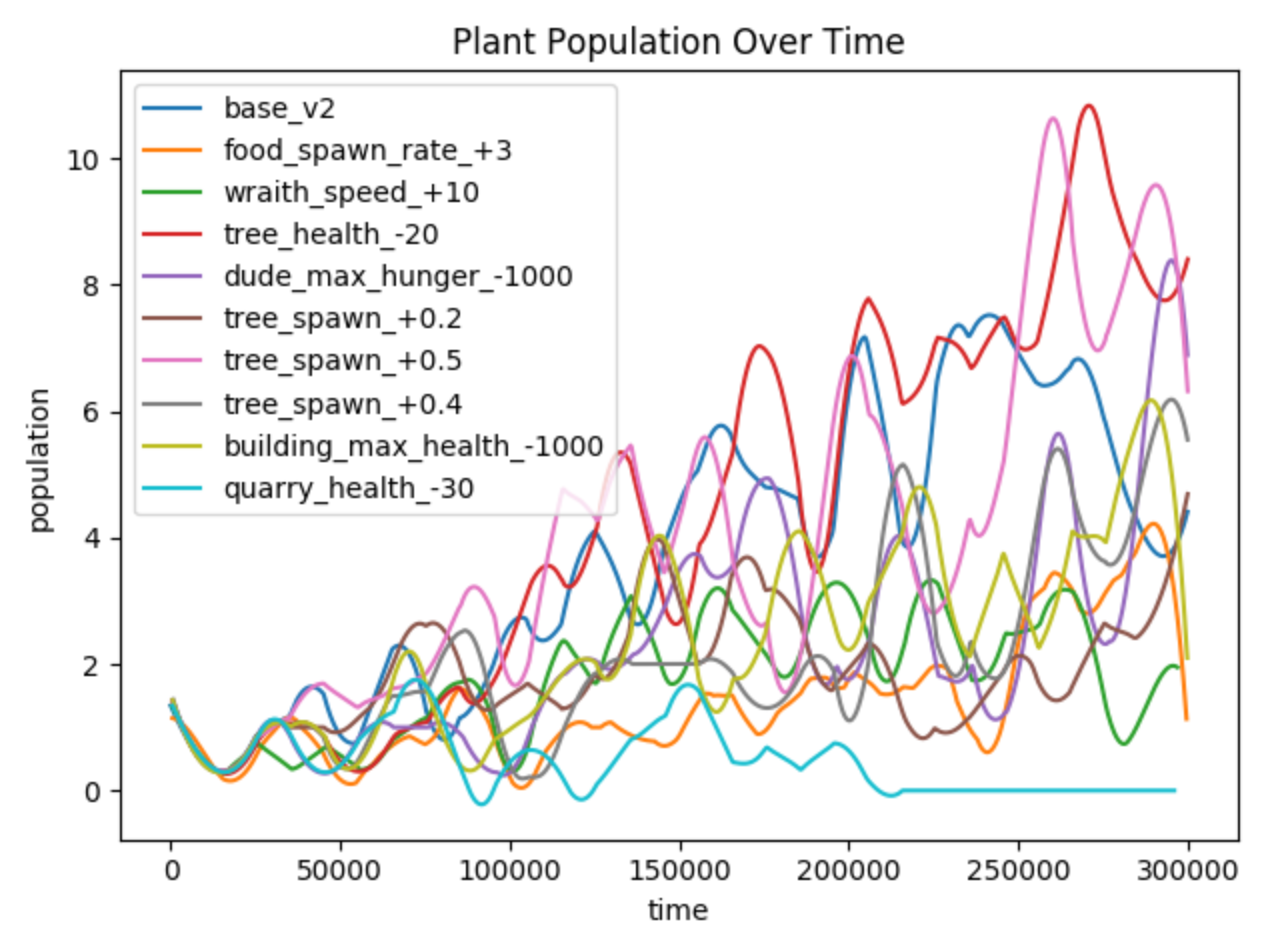 Plant Population Over Time
base_v2
food_spawn_rate_+3
wraith_speed_+10
tree_health_-20
dude_max_hunger_-1000
tree_spawn_+0.2
tree_spawn_+0.5
tree_spawn_+0.4
building_max_health_-1000
quarry_health_-30
population
10
8
6
4
2
0
0 50000 100000 150000 200000 250000 300000
time